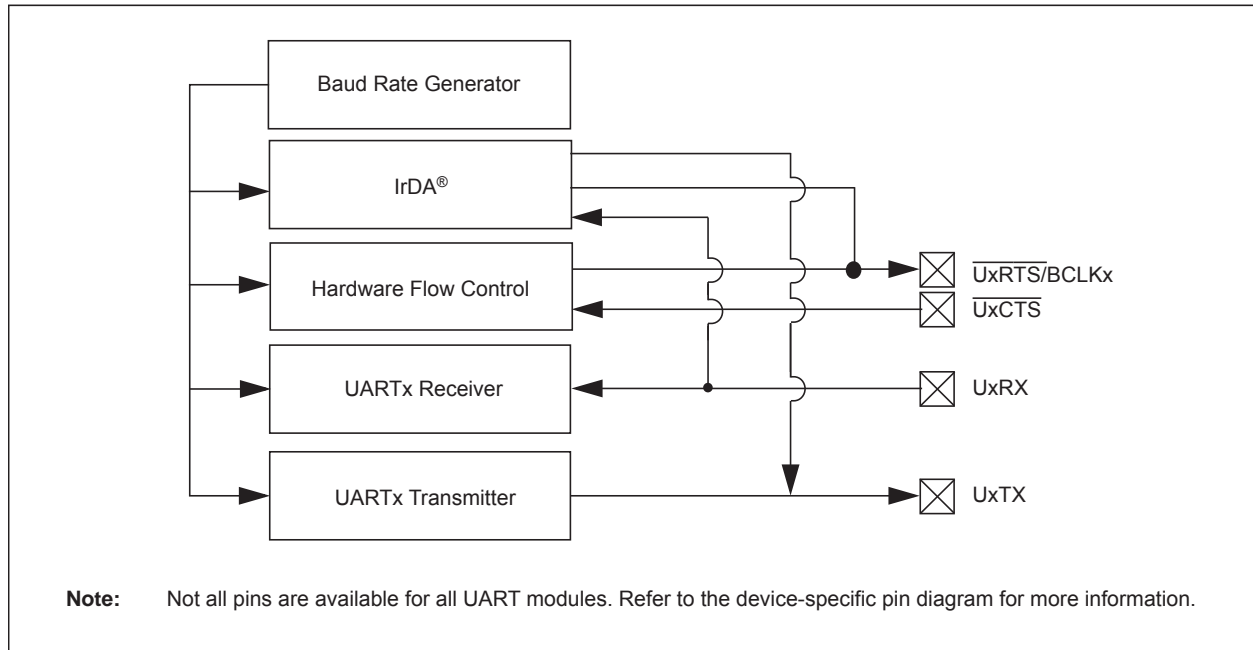 Baud Rate Generator
IrDA®
Hardware Flow Control
UxRTS/BCLKx
UxCTS
UARTx Receiver
UxRX
UARTx Transmitter
UxTX
Note: Not all pins are available for all UART modules. Refer to the device-specific pin diagram for more information.